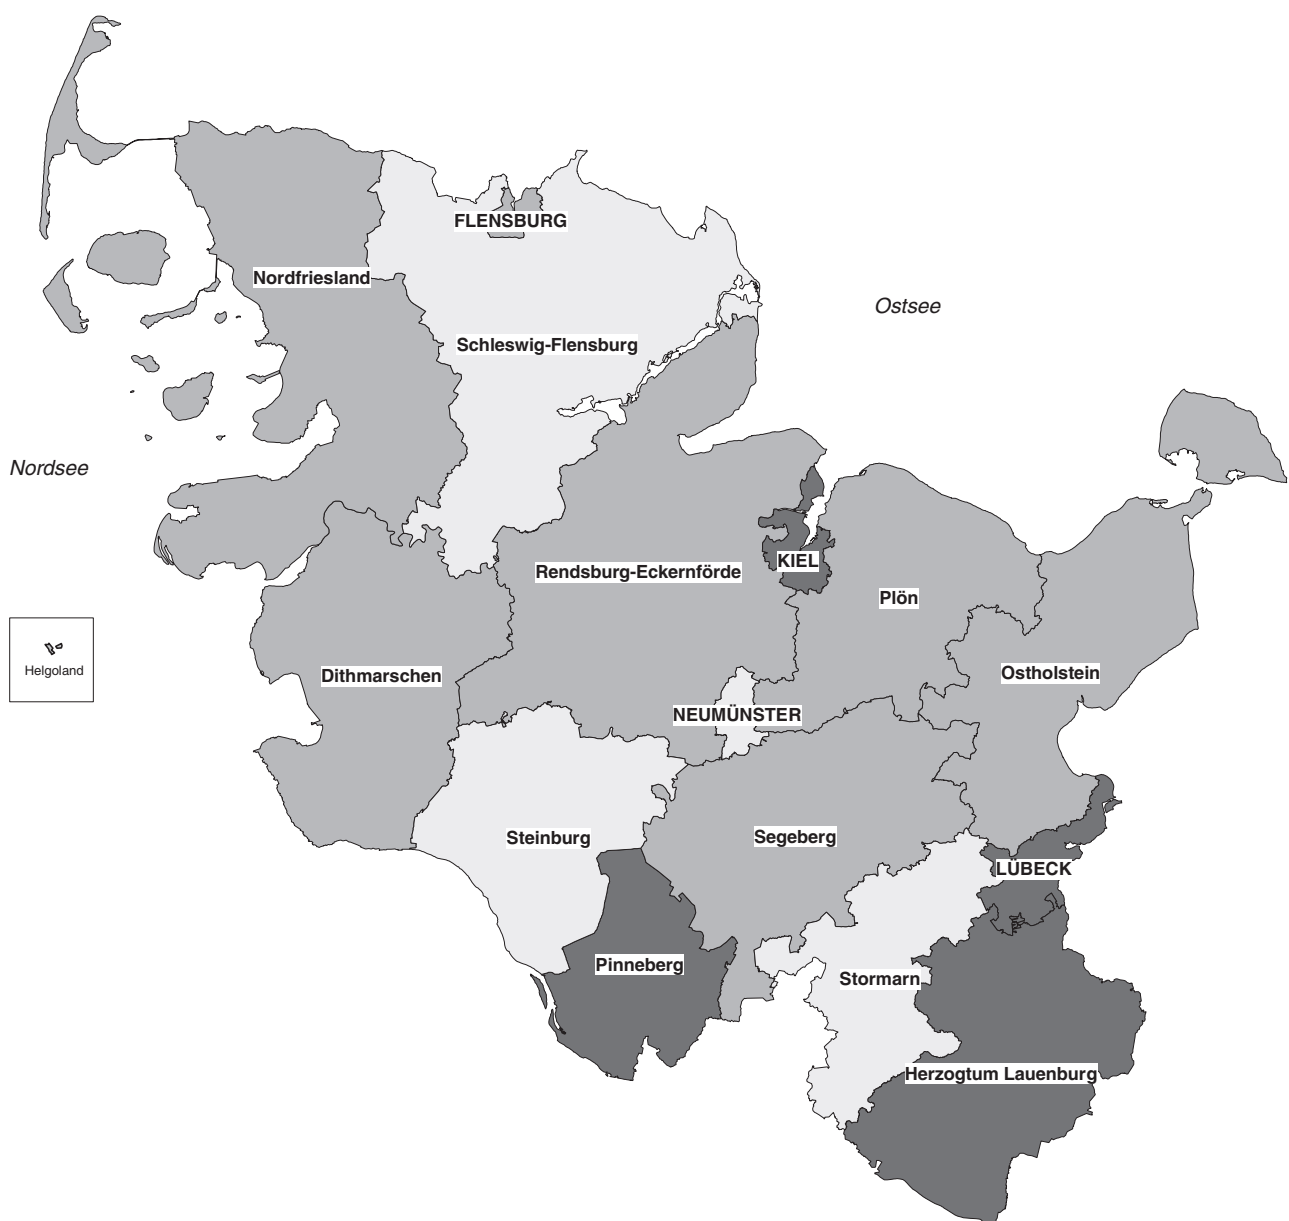 FLENSBURG
Nordfriesland
Ostsee
Schleswig-Flensburg
Nordsee
KIEL
Rendsburg-Eckernförde
Plön
Helgoland
Dithmarschen
Ostholstein
NEUMÜNSTER
Steinburg
Segeberg
LÜBECK
Pinneberg
Stormarn
Herzogtum Lauenburg